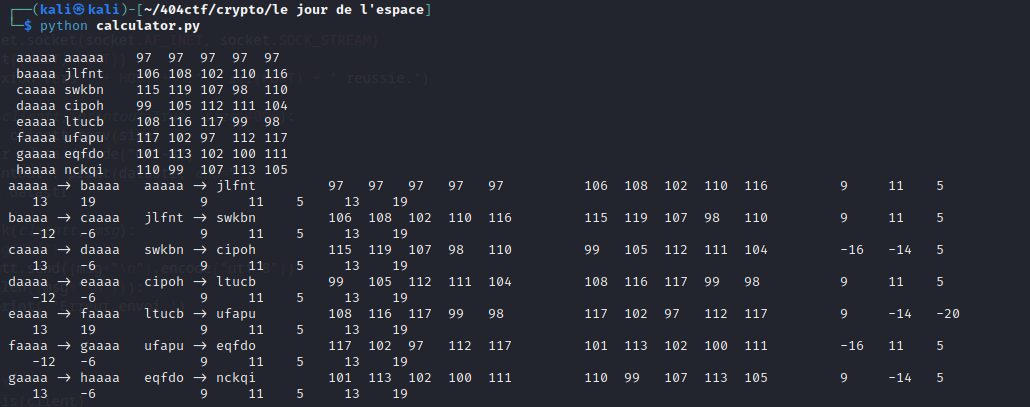 ┌──(kali㉿kali)-[~/404ctf/crypto/le jour de l'espace]
└─$ python calculator.py
aaaaa aaaaa 97 97 97 97 97
baaaa jlfnt 106 108 102 110 116
caaaa swkbn 115 119 107 98 110
daaaa cipoh 99 105 112 111 104
eaaaa ltucb 108 116 117 99 98
faaaa ufapu 117 102 97 112 117
gaaaa eqfdo 101 113 102 100 111
haaaa nckqi 110 99 107 113 105
aaaaa → baaaa aaaaa → jlfnt 97 97 97 97 97 106 108 102 110 116 9 11 5
13 19 9 11 5 13 19
baaaa → caaaa jlfnt → swkbn 106 108 102 110 116 115 119 107 98 110 9 11 5
-12 -6 9 11 5 13 19
caaaa → daaaa swkbn → cipoh 115 119 107 98 110 99 105 112 111 104 -16 -14 5
13 -6 9 11 5 13 19
daaaa → eaaaa cipoh → ltucb 99 105 112 111 104 108 116 117 99 98 9 11 5
-12 -6 9 11 5 13 19
eaaaa → faaaa ltucb → ufapu 108 116 117 99 98 117 102 97 112 117 9 -14 -20
13 19 9 11 5 13 19
faaaa → gaaaa ufapu → eqfdo 117 102 97 112 117 101 113 102 100 111 -16 11 5
-12 -6 9 11 5 13 19
gaaaa → haaaa eqfdo → nckqi 101 113 102 100 111 110 99 107 113 105 9 -14 5
13 -6 9 11 5 13 19